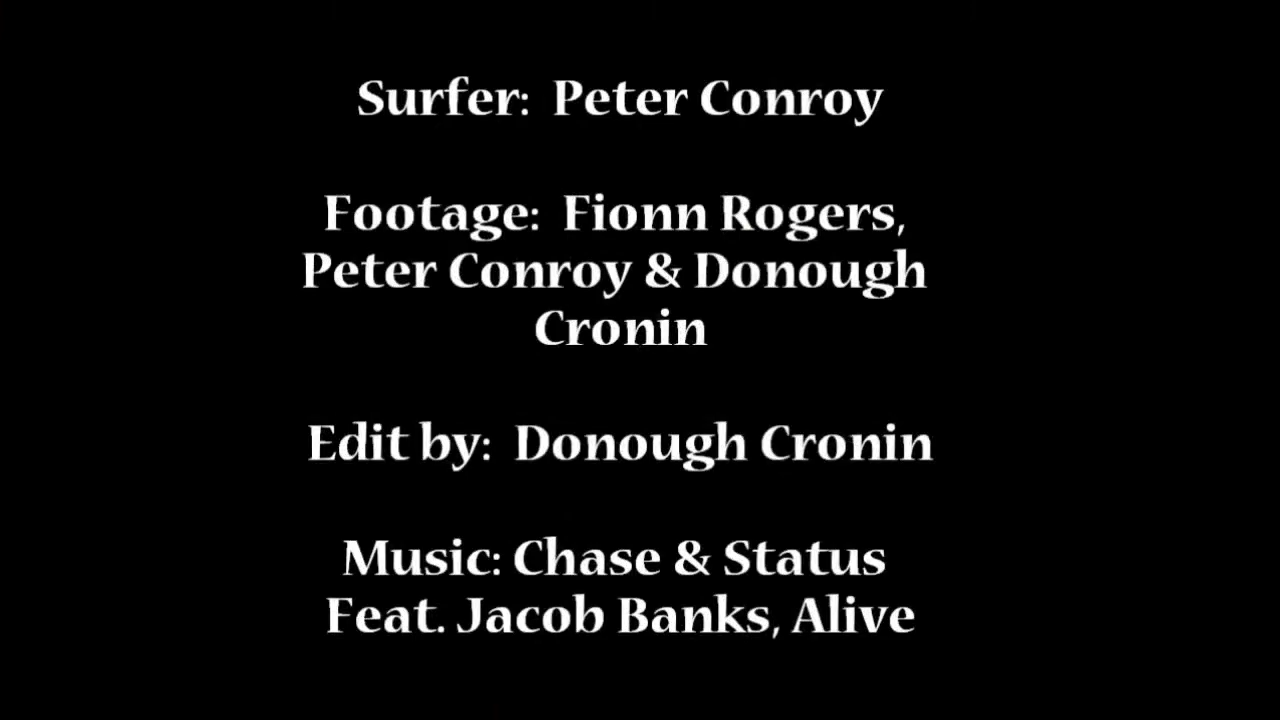 Surfer:  Peter Conroy
Footage:  Fionn Rogers,
Peter Conroy & Donough
Cronin
Edit by:  Donough Cronin
Music: Chase & Status
Feat. Jacob Banks, Alive